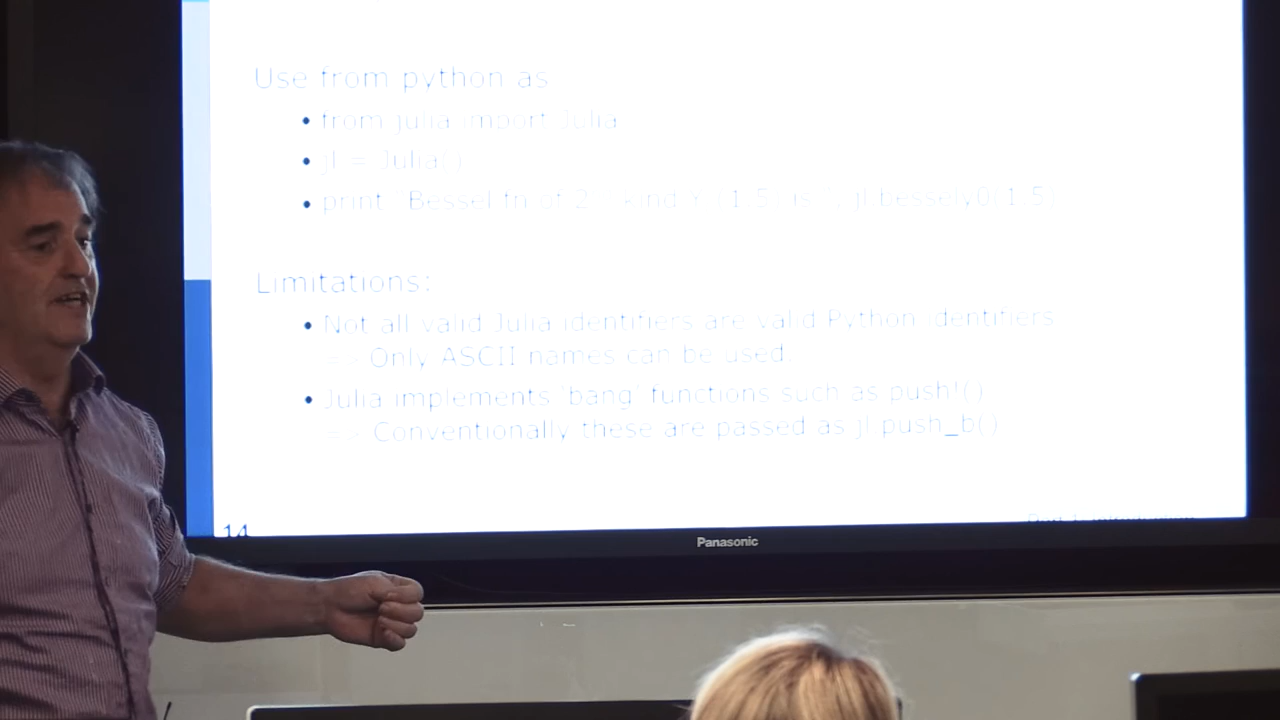 Use from python as
• from julia import Julia
• jl = Julia()
• print Bessel fn of 2 kind (1.5) is ", jl.bessely0(1.5)
Limitations:
• Not all valid Julia identifiers are valid Python identifiers
=> Only ASCII names can be used.
• Julia implements 'bang' functions such as push!()
=> Conventionally these are passed as jl.push_b()
14
Panasonic